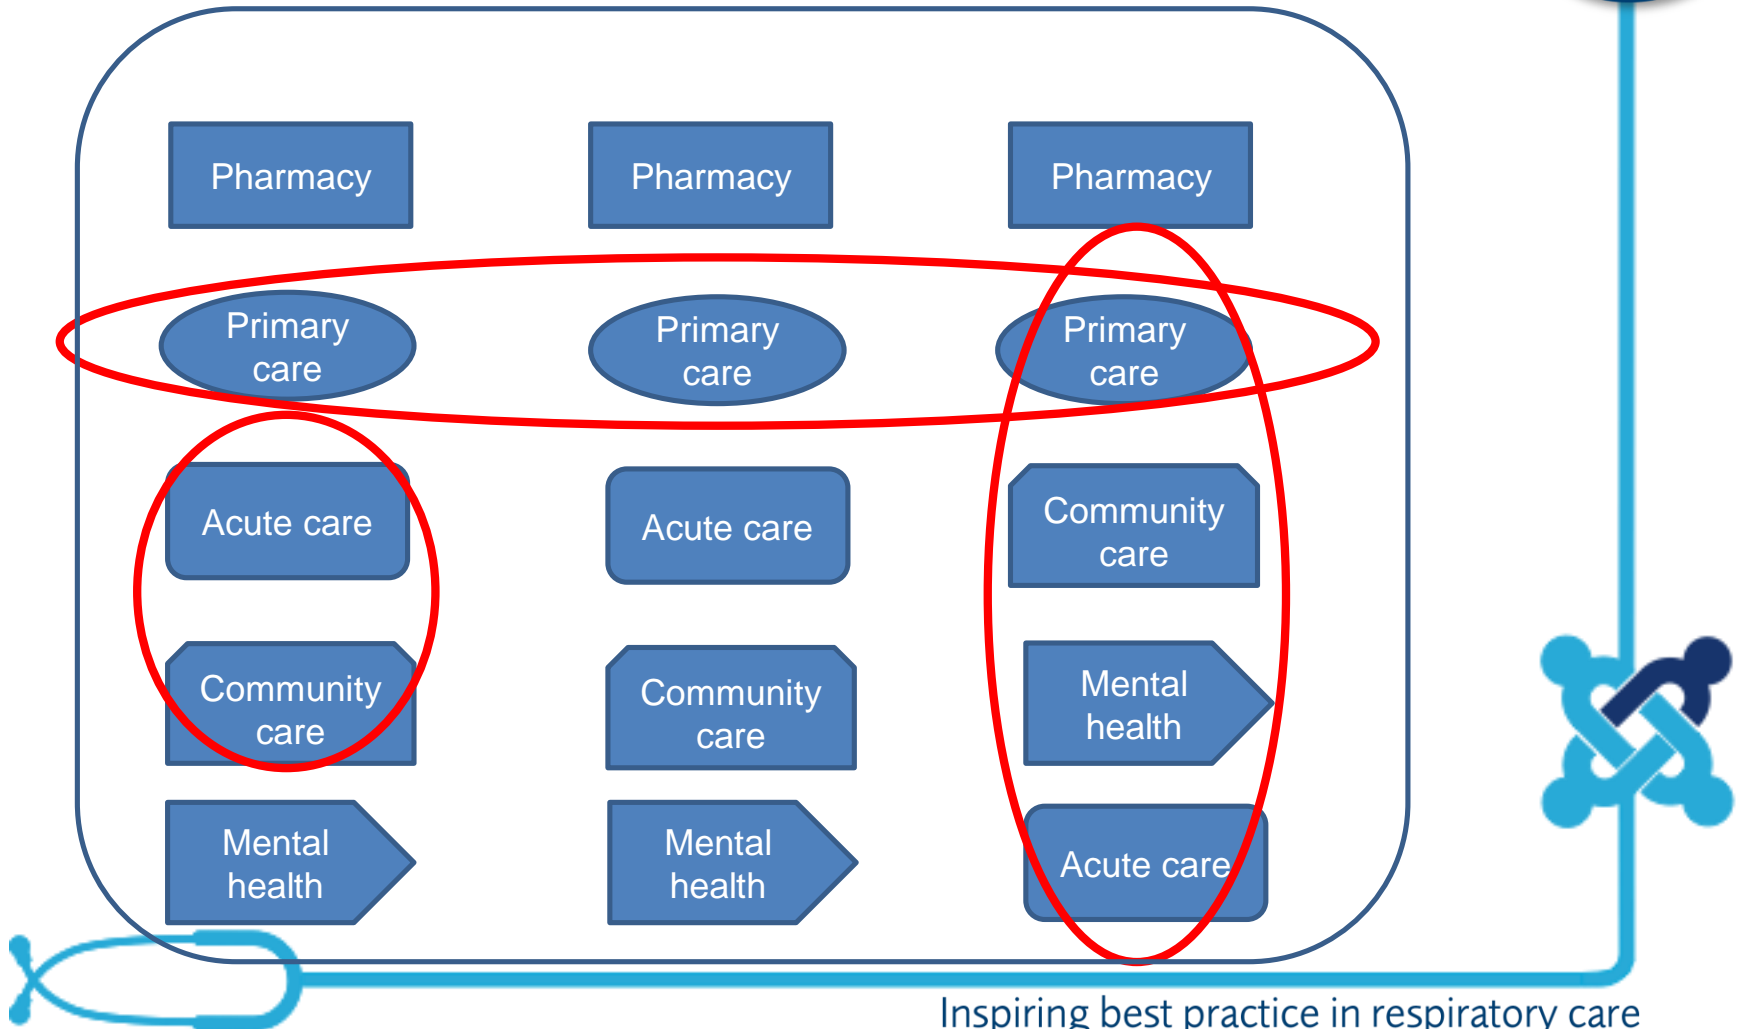 Pharmacy
Pharmacy
Pharmacy
Primary
care
Primary
care
Primary
care
Acute care
Acute care
Community
care
Community
care
Community
care
Mental
health
Mental
health
Mental
health
Acute care
Inspiring best practice in respiratory care